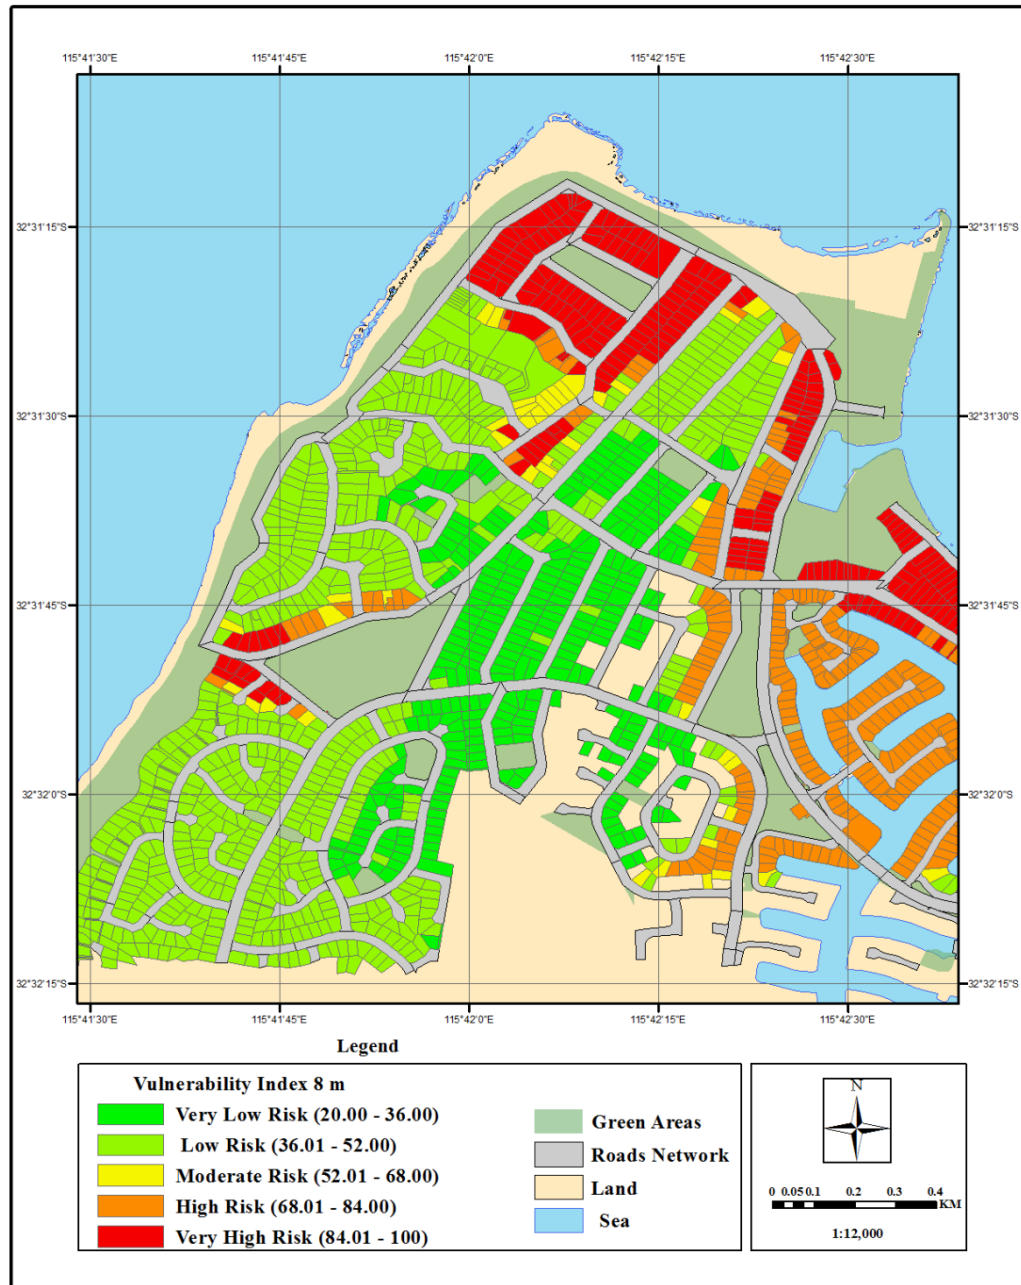 115°41'30"E 115°41'45"E 115°42'0"E 115°42'15"E 115°42'30"E
32°31'15"S 32°31'15"S
32°31'30"S 32°31'30"S
32°31'45"S 32°31'45"S
32°32'0"S 32°32'0"S
32°32'15"S 32°32'15"S
115°41'30"E 115°41'45"E 115°42'0"E 115°42'15"E 115°42'30"E
Legend
Vulnerability Index 8 m
Very Low Risk (20.00 - 36.00)
Low Risk (36.01 - 52.00)
Moderate Risk (52.01 - 68.00)
High Risk (68.01 - 84.00)
Very High Risk (84.01 - 100)
Green Areas
Roads Network
Land
Sea
N
0 0.05 0.1 0.2 0.3 0.4
KM
1:12,000